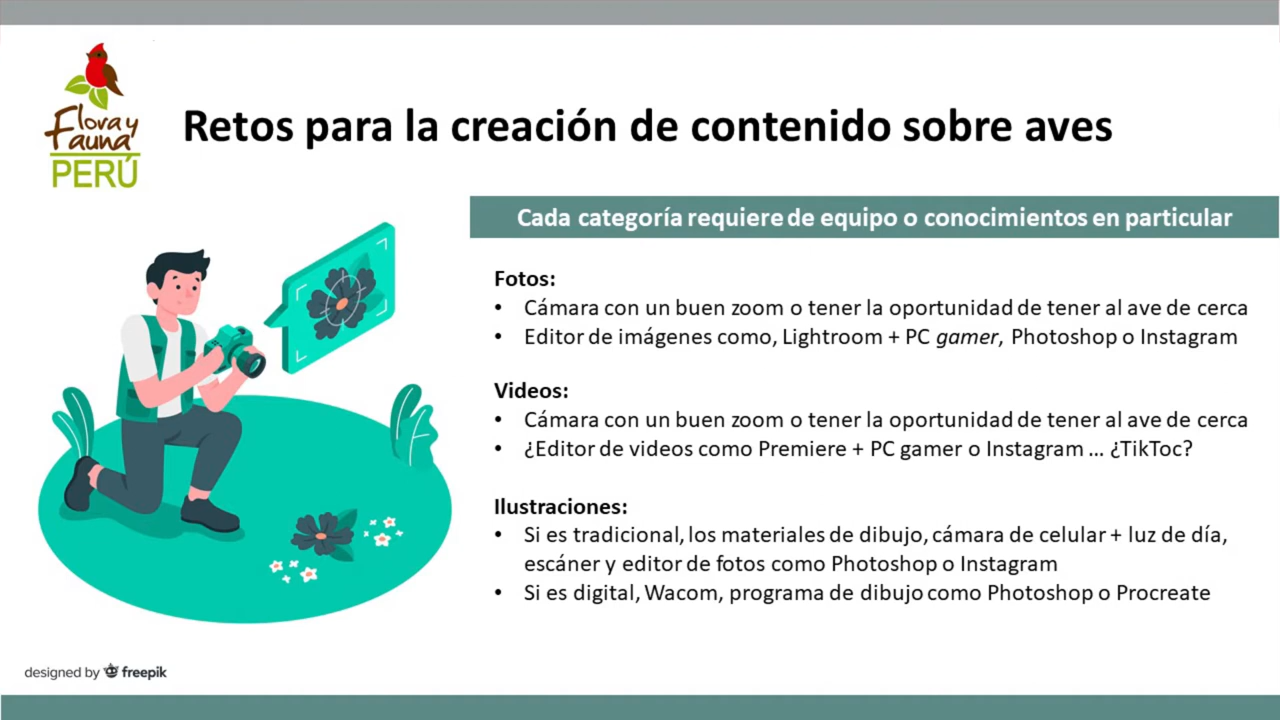 Flora y
Fauna
PERÚ
Retos para la creación de contenido sobre aves
Cada categoría requiere de equipo o conocimientos en particular
Fotos:
• Cámara con un buen zoom o tener la oportunidad de tener al ave de cerca
• Editor de imágenes como, Lightroom + PC gamer, Photoshop o Instagram
Videos:
• Cámara con un buen zoom o tener la oportunidad de tener al ave de cerca
• ¿Editor de videos como Premiere + PC gamer o Instagram ... ¿TikToc?
Ilustraciones:
• Si es tradicional, los materiales de dibujo, cámara de celular + luz de día,
escáner y editor de fotos como Photoshop o Instagram
• Si es digital, Wacom, programa de dibujo como Photoshop o Procreate
designed by freepik